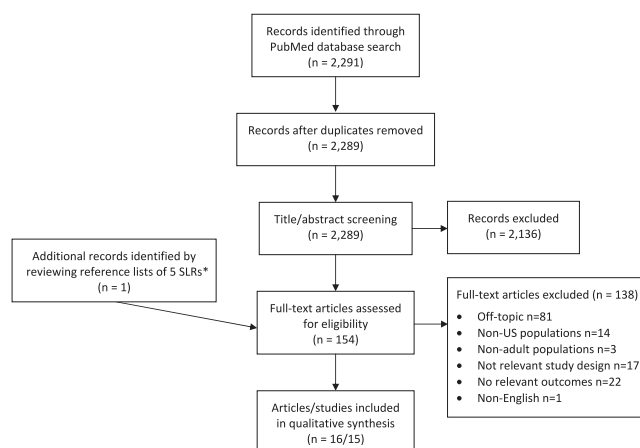 Records identified through
PubMed database search
(n = 2,291)
Records after duplicates removed
(n = 2,289)
Title/abstract screening
(n = 2,289)
Records excluded
(n = 2,136)
Additional records identified by
reviewing reference lists of 5 SLRs*
(n = 1)
Full-text articles assessed
for eligibility
(n = 154)
Full-text articles excluded (n = 138)
• Off-topic n=81
• Non-US populations n=14
• Non-adult populations n=3
• Not relevant study design n=17
• No relevant outcomes n=22
• Non-English n=1
Articles/studies included
in qualitative synthesis
(n = 16/15)